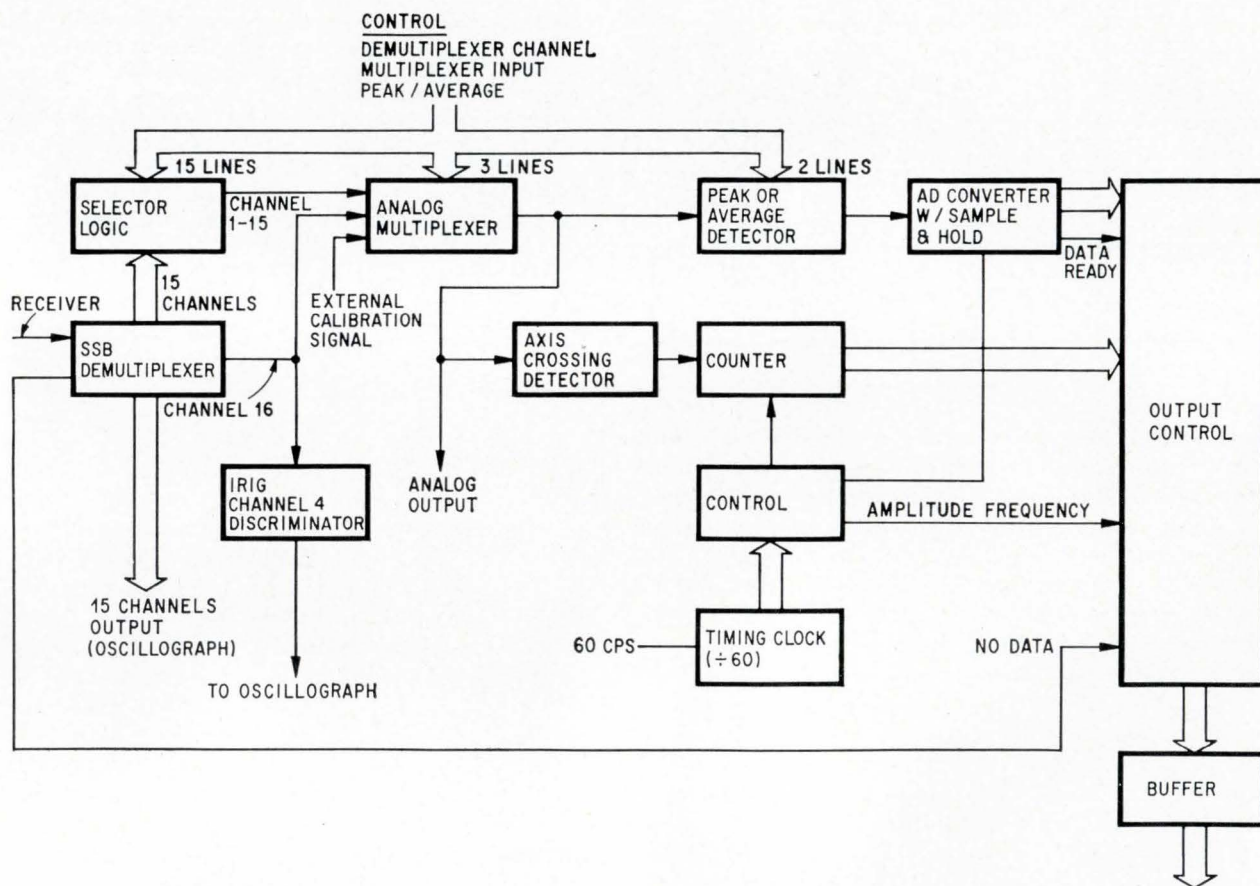 CONTROL
DEMULTIPLEXER CHANNEL
MULTIPLEXER INPUT
PEAK / AVERAGE
15 LINES
3 LINES
2 LINES
SELECTOR
LOGIC
CHANNEL
1-15
ANALOG
MULTIPLEXER
PEAK OR
AVERAGE
DETECTOR
AD CONVERTER
W/ SAMPLE
& HOLD
DATA
READY
15
CHANNELS
RECEIVER
EXTERNAL
CALIBRATION
SIGNAL
SSB
DEMULTIPLEXER
CHANNEL 16
AXIS
CROSSING
DETECTOR
COUNTER
OUTPUT
CONTROL
IRIG
CHANNEL 4
DISCRIMINATOR
ANALOG
OUTPUT
CONTROL
AMPLITUDE FREQUENCY
15 CHANNELS
OUTPUT
(OSCILLOGRAPH)
TO OSCILLOGRAPH
60 CPS
TIMING CLOCK
(÷60)
NO DATA
BUFFER